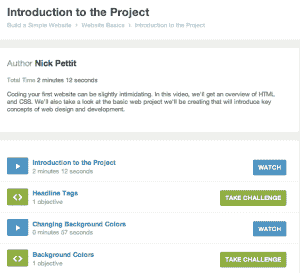 Introduction to the Project
Build a Simple Website > Website Basics > Introduction to the Project
Author Nick Pettit
Total Time 2 minutes 12 seconds
Coding your first website can be slightly intimidating. In this video, we'll get an overview of HTML
and CSS. We'll also take a look at the basic web project we'll be creating that will introduce key
concepts of web design and development.
Introduction to the Project
2 minutes 12 seconds
WATCH
Headline Tags
1 objective
TAKE CHALLENGE
Changing Background Colors
0 minutes 57 seconds
WATCH
Background Colors
1 objective
TAKE CHALLENGE